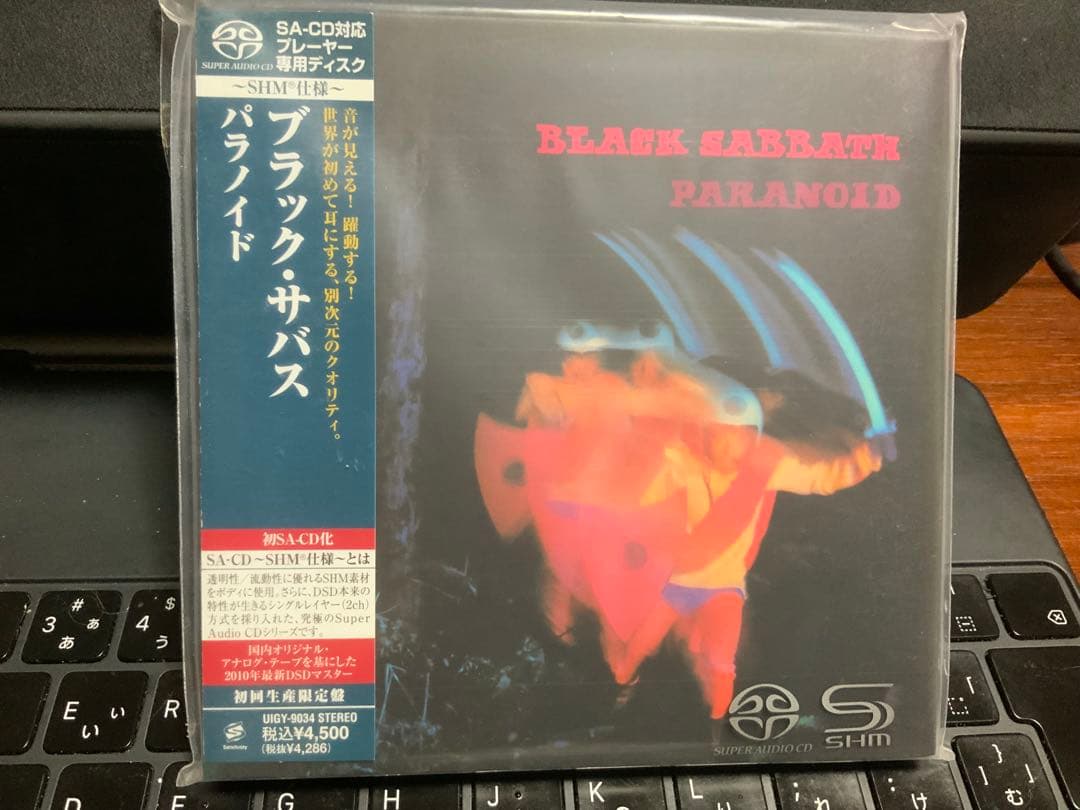 SUPER AUDIO CD
SA-CD対応
プレーヤー
専用ディスク
〜SHM®仕様〜
ブラック・サバス
パラノイド
音が見える! 躍動する!
世界が初めて耳にする、別次元のクオリティ。
初SA-CD化
SA-CD〜SHM®仕様〜とは
透明性/流動性に優れるSHM素材
をボディに使用。さらに、DSD本来の
特性が生きるシングルレイヤー(2ch)
方式を採り入れた、究極のSuper
Audio CDシリーズです。
国内オリジナル・
アナログ・テープを基にした
2010年最新DSDマスター
初回生産限定盤
UIGY-9034 STEREO
税込¥4,500
(税抜¥4,286)
Sanctuary
BLACK SABBATH
PARANOID
SUPER AUDIO CD
SHM
# ぁ
3 あ
$ ぅ
4 う
E ぃ い
R
D
F
G
H
J
K
む